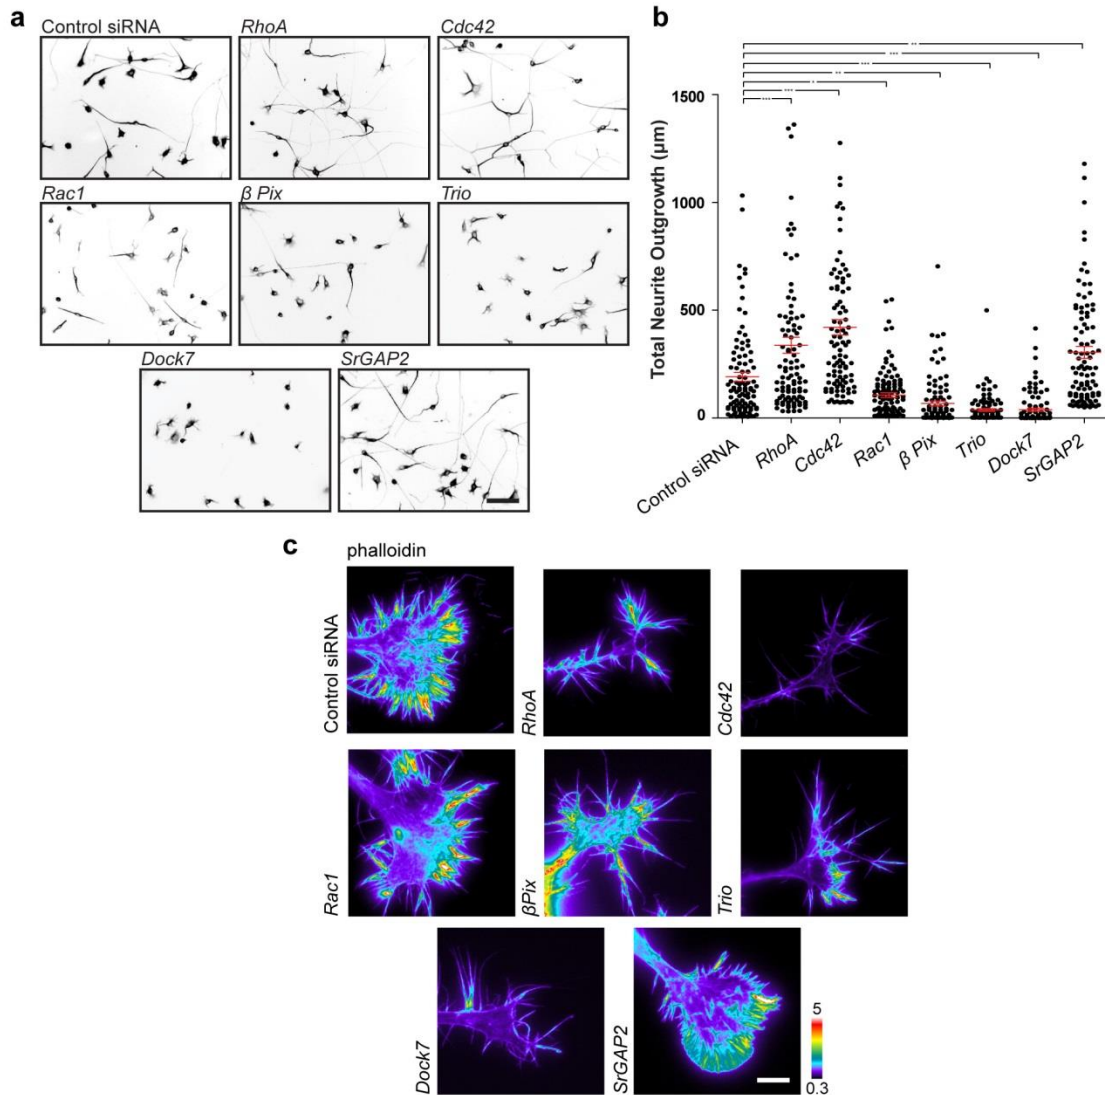 a
Control siRNA
RhoA
Cdc42
Rac1
β Pix
Trio
Dock7
SrGAP2
b
**
***
***
**
*
***
***
1500
1000
500
0
Total Neurite Outgrowth (µm)
Control siRNA
RhoA
Cdc42
Rac1
β Pix
Trio
Dock7
SrGAP2
c
phalloidin
Control siRNA
RhoA
Cdc42
Rac1
βPix
Trio
Dock7
SrGAP2
5
0.3